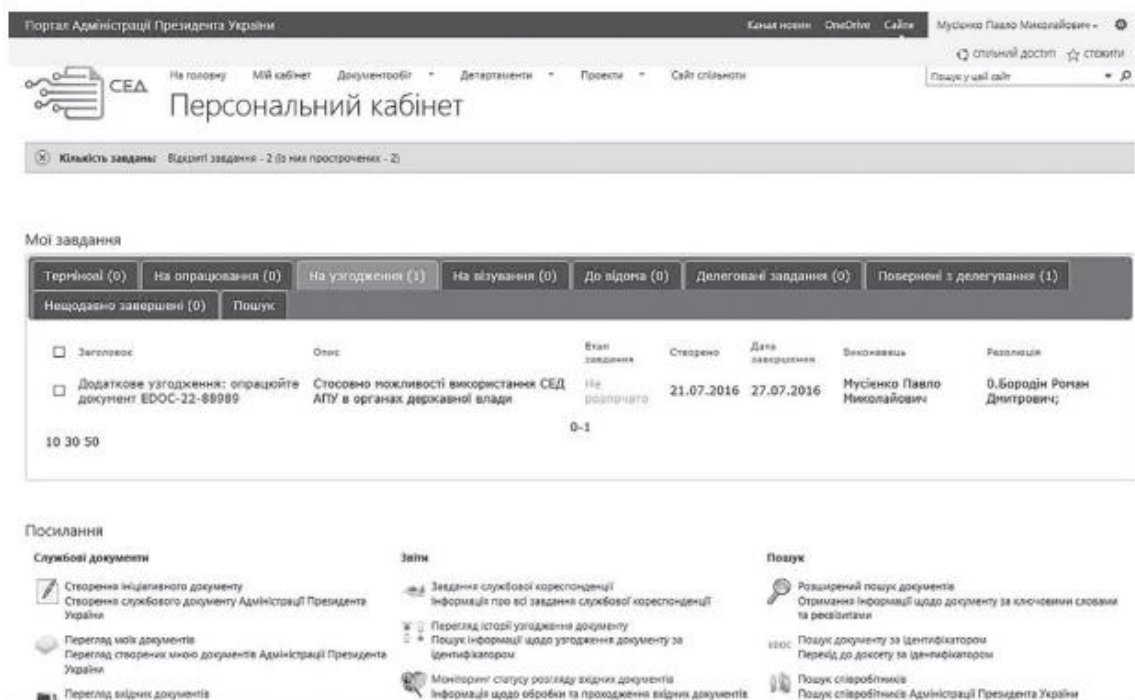 Портал Адміністрації Президента України
Канал новин OneDrive Сайти Мусієнко Павло Миколайович
СПІЛЬНИЙ ДОСТУП СТЕЖИТИ
СЕД
На головну Мій кабінет Документообіг Департаменти Проекти Сайт спільноти
Пошук у цей сайт
Персональний кабінет
Кількість завдань: Відкриті завдання - 2 (із них прострочених - 2)
Мої завдання
Термінові (0) На опрацювання (0) На узгодження (1) На візування (0) До відома (0) Делеговані завдання (0) Повернені з делегування (1)
Нещодавно завершені (0) Пошук
Заголовок Опис Етап завдання Створено Дата завершення Виконавець Резолюція
Додаткове узгодження: опрацюйте Стосовно можливості використання СЕД Не 21.07.2016 27.07.2016 Мусієнко Павло 0.Бородін Роман
документ EDOC-22-88989 АПУ в органах державної влади розпочато Миколайович Дмитрович;
0-1
10 30 50
Посилання
Службові документи
Створення ініціативного документу
Створення службового документу Адміністрації Президента
України
Перегляд моїх документів
Перегляд створених мною документів Адміністрації Президента
України
Перегляд вхідних документів
Звіти
Завдання службової кореспонденції
Інформація про всі завдання службової кореспонденції
Перегляд історії узгодження документу
Пошук інформації щодо узгодження документу за
ідентифікатором
Моніторинг статусу розгляду вхідних документів
Інформація щодо обробки та проходження вхідних документів
Пошук
Розширений пошук документів
Отримання інформації щодо документу за ключовими словами
та реквізитами
EDOC
Пошук документу за ідентифікатором
Перехід до доксету за ідентифікатором
Пошук співробітників
Пошук співробітників Адміністрації Президента України